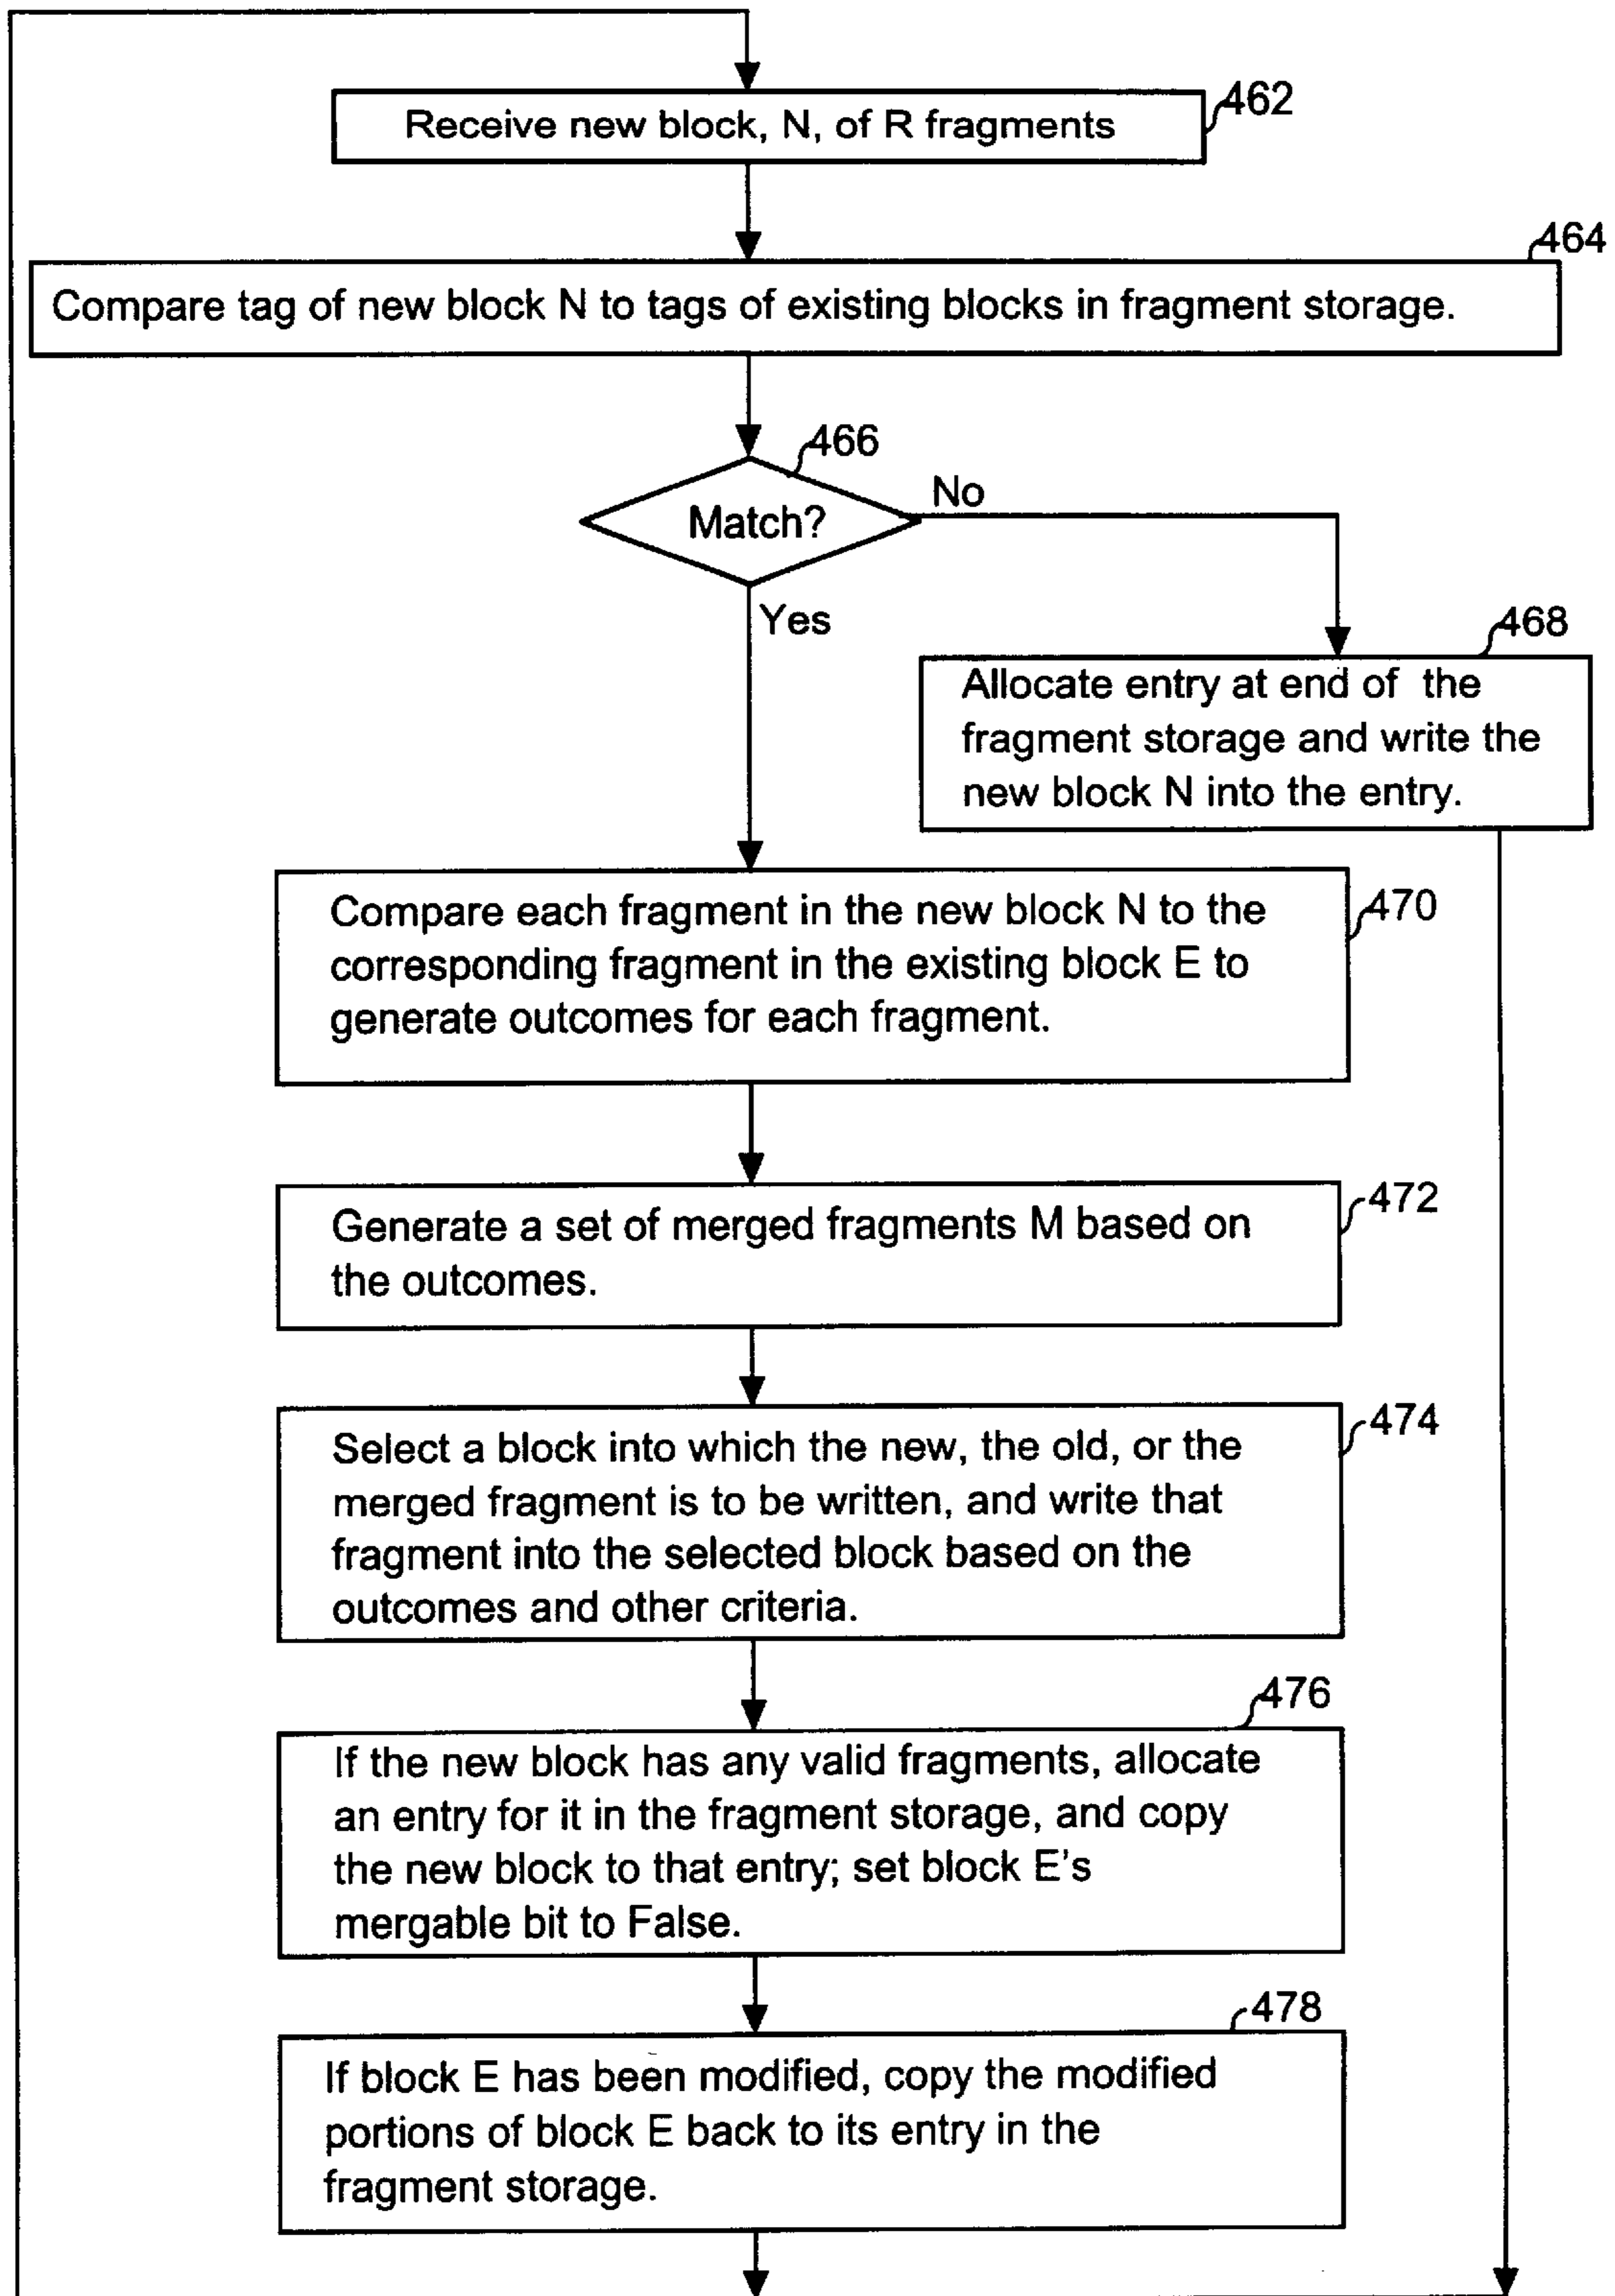 Receive new block, N, of R fragments
462
464
Compare tag of new block N to tags of existing blocks in fragment storage.
466
Match?
No
Yes
468
Allocate entry at end of the
fragment storage and write the
new block N into the entry.
Compare each fragment in the new block N to the
corresponding fragment in the existing block E to
generate outcomes for each fragment.
470
Generate a set of merged fragments M based on
the outcomes.
472
Select a block into which the new, the old, or the
merged fragment is to be written, and write that
fragment into the selected block based on the
outcomes and other criteria.
474
476
If the new block has any valid fragments, allocate
an entry for it in the fragment storage, and copy
the new block to that entry; set block E's
mergable bit to False.
478
If block E has been modified, copy the modified
portions of block E back to its entry in the
fragment storage.